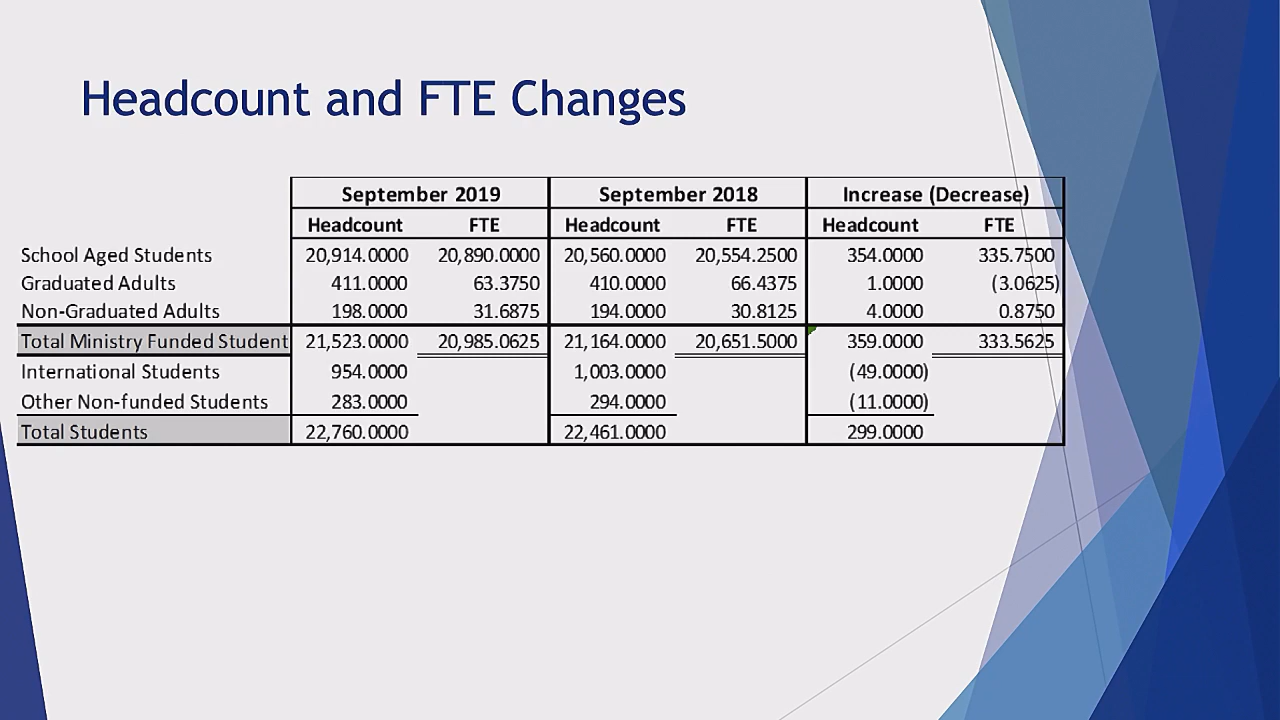 Headcount and FTE Changes
September 2019 September 2018 Increase (Decrease)
Headcount FTE Headcount FTE Headcount FTE
School Aged Students 20,914.0000 20,890.0000 20,560.0000 20,554.2500 354.0000 335.7500
Graduated Adults 411.0000 63.3750 410.0000 66.4375 1.0000 (3.0625)
Non-Graduated Adults 198.0000 31.6875 194.0000 30.8125 4.0000 0.8750
Total Ministry Funded Student 21,523.0000 20,985.0625 21,164.0000 20,651.5000 359.0000 333.5625
International Students 954.0000 1,003.0000 (49.0000)
Other Non-funded Students 283.0000 294.0000 (11.0000)
Total Students 22,760.0000 22,461.0000 299.0000